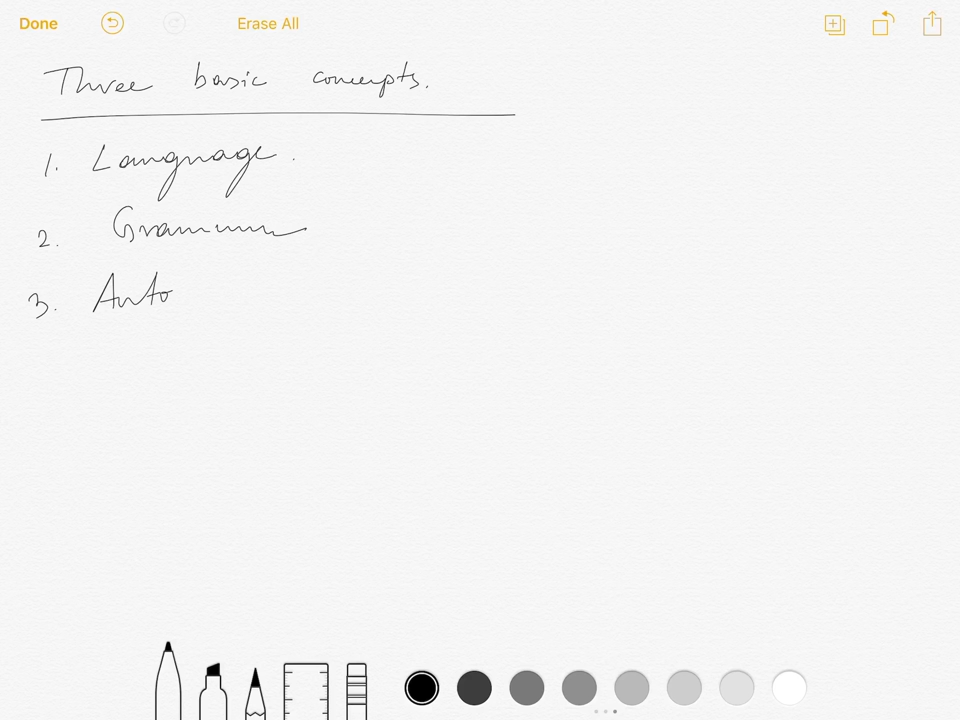 Done Erase All
Three basic concepts.
1. Language.
2. Grammar
3. Auto